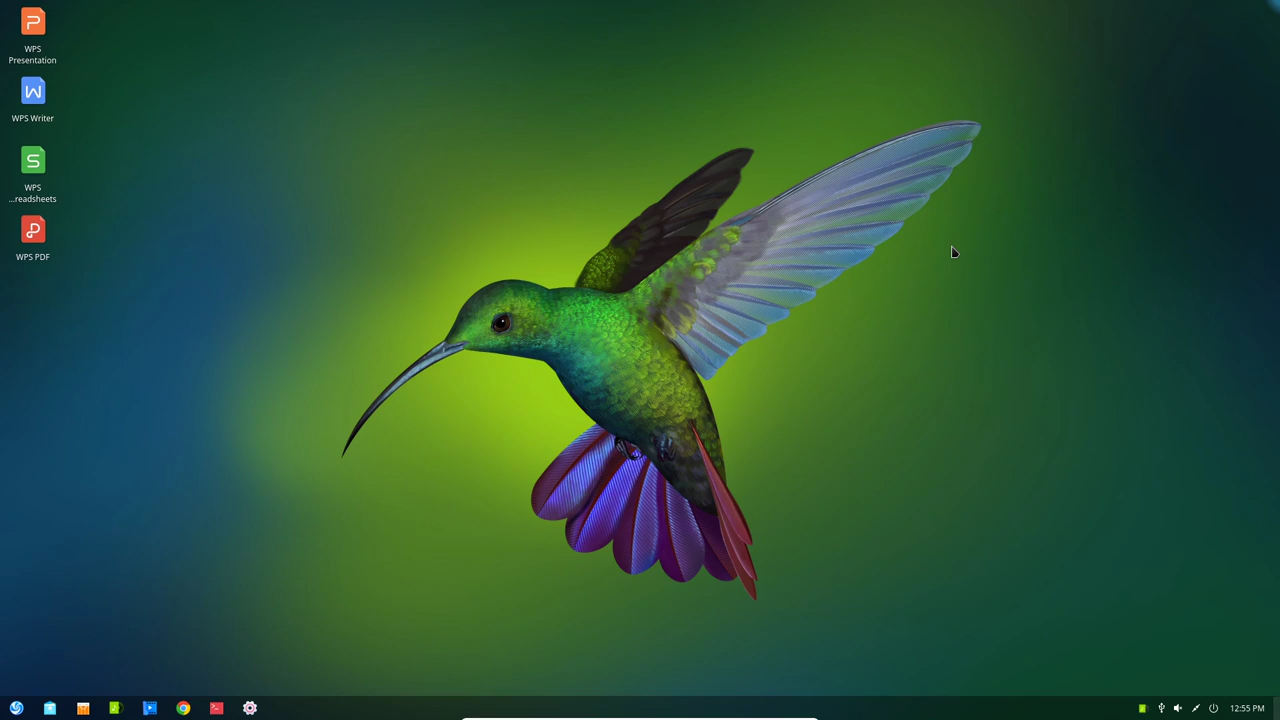 WPS
Presentation
WPS Writer
WPS
...readsheets
WPS PDF
12:55 PM